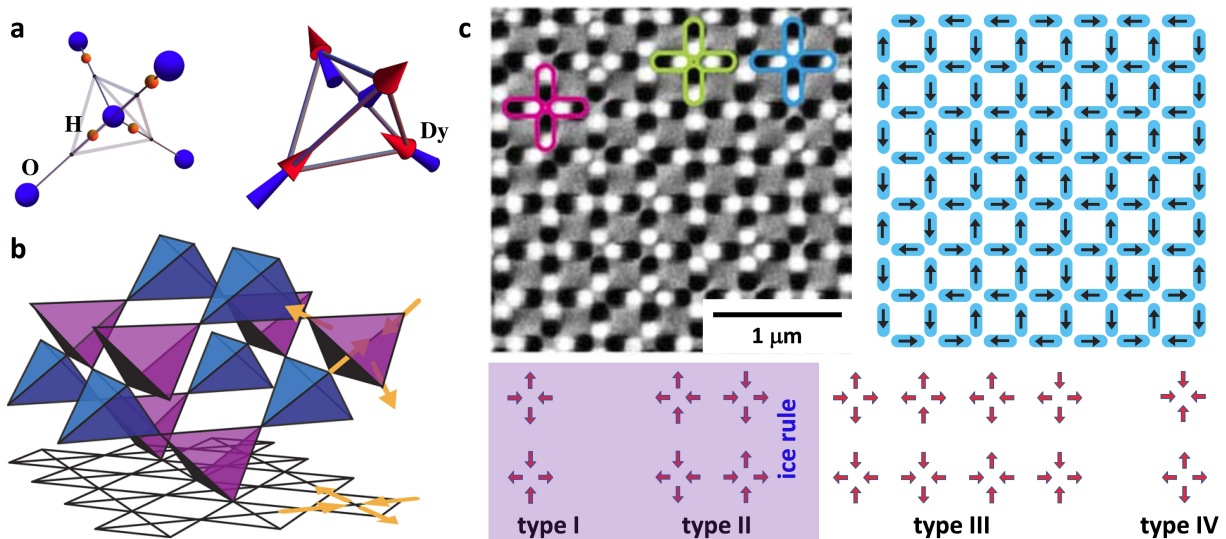 a
H
O
Dy
b
c
1 μm
ice rule
type I
type II
type III
type IV